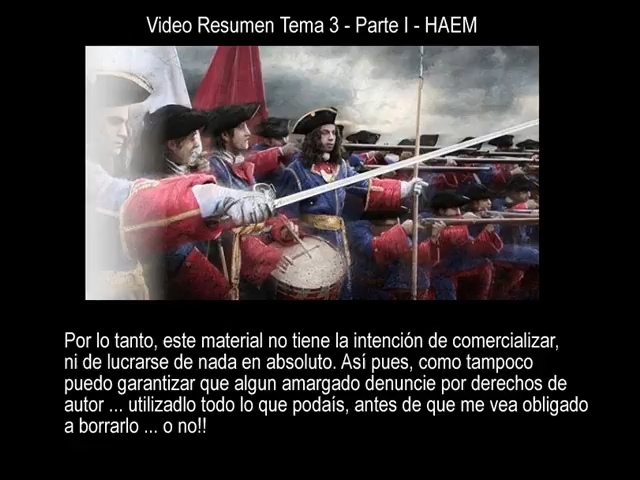 Video Resumen Tema 3 - Parte I - HAEM
Por lo tanto, este material no tiene la intención de comercializar,
ni de lucrarse de nada en absoluto. Así pues, como tampoco
puedo garantizar que algun amargado denuncie por derechos de
autor ... utilizadlo todo lo que podaís, antes de que me vea obligado
a borrarlo ... o no!!